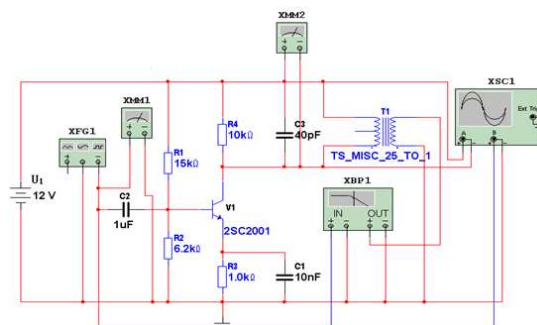 XMM2
XSC1
XMM1
T1
Ext Trig
XFG1
R4
10kΩ
C3
40pF
TS_MISC_25_TO_1
A
B
R1
15kΩ
XBP1
U1
12 V
C2
1uF
V1
IN
OUT
2SC2001
R2
6.2kΩ
R3
1.0kΩ
C1
10nF